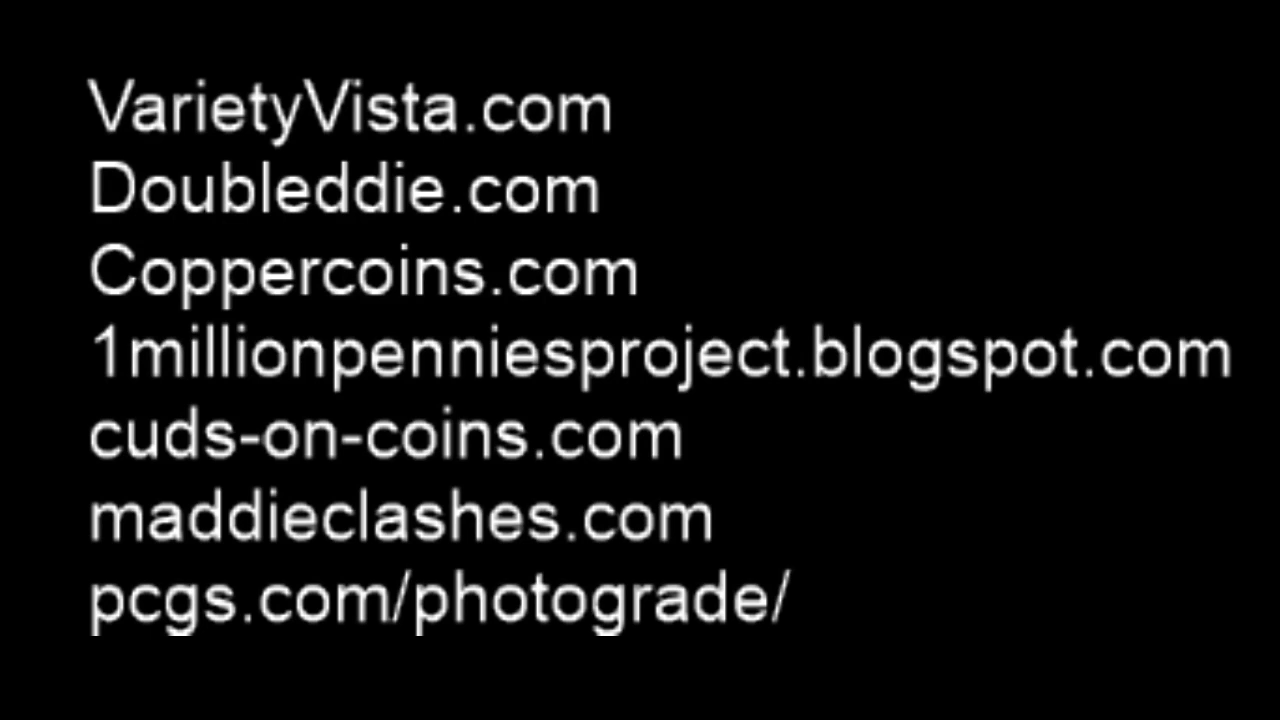 VarietyVista.com
Doubleddie.com
Coppercoins.com
1millionpenniesproject.blogspot.com
cuds-on-coins.com
maddieclashes.com
pcgs.com/photograde/